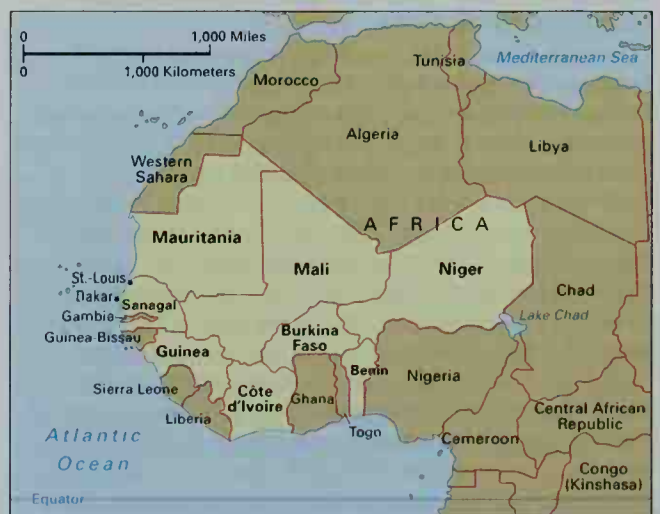 0 1,000 Miles
0 1,000 Kilometers
Mediterranean Sea
Tunisia
Morocco
Algeria
Libya
Western
Sahara
AFRICA
Mauritania
Mali
Niger
Chad
St.-Louis
Dakar
Sanagal
Gambia
Guinea-Bissau
Lake Chad
Burkina
Faso
Guinea
Benin
Nigeria
Sierra Leone
Côte
d'Ivoire
Ghana
Liberia
Togn
Central African
Republic
Cameroon
Atlantic
Ocean
Congo
(Kinshasa)
Equator